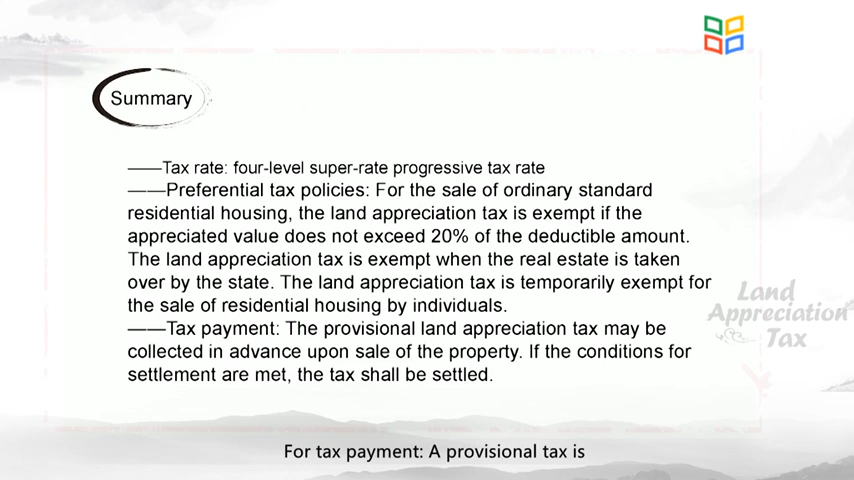 Summary
——Tax rate: four-level super-rate progressive tax rate
——Preferential tax policies: For the sale of ordinary standard
residential housing, the land appreciation tax is exempt if the
appreciated value does not exceed 20% of the deductible amount.
The land appreciation tax is exempt when the real estate is taken
over by the state. The land appreciation tax is temporarily exempt for
the sale of residential housing by individuals.
——Tax payment: The provisional land appreciation tax may be
collected in advance upon sale of the property. If the conditions for
settlement are met, the tax shall be settled.
Land
Appreciation
Tax
For tax payment: A provisional tax is